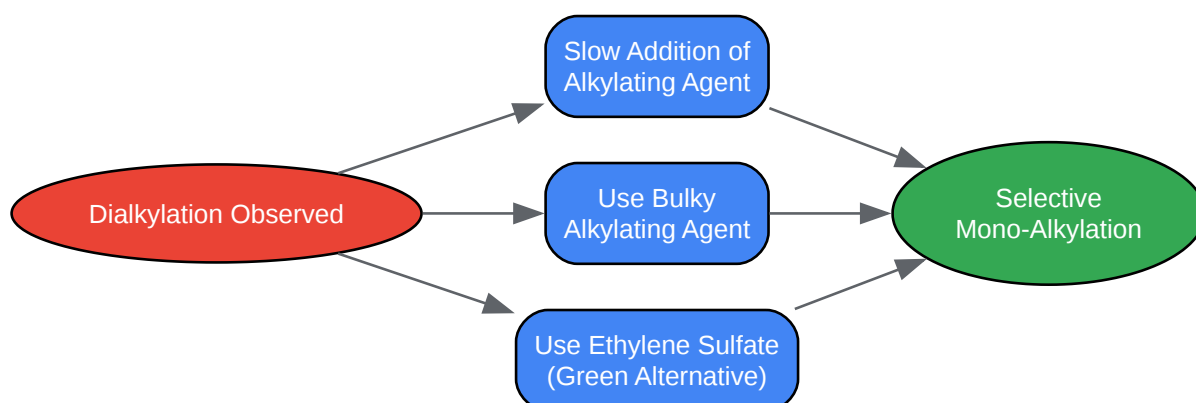 Slow Addition of
Alkylating Agent
Dialkylation Observed
Use Bulky
Alkylating Agent
Selective
Mono-Alkylation
Use Ethylene Sulfate
(Green Alternative)